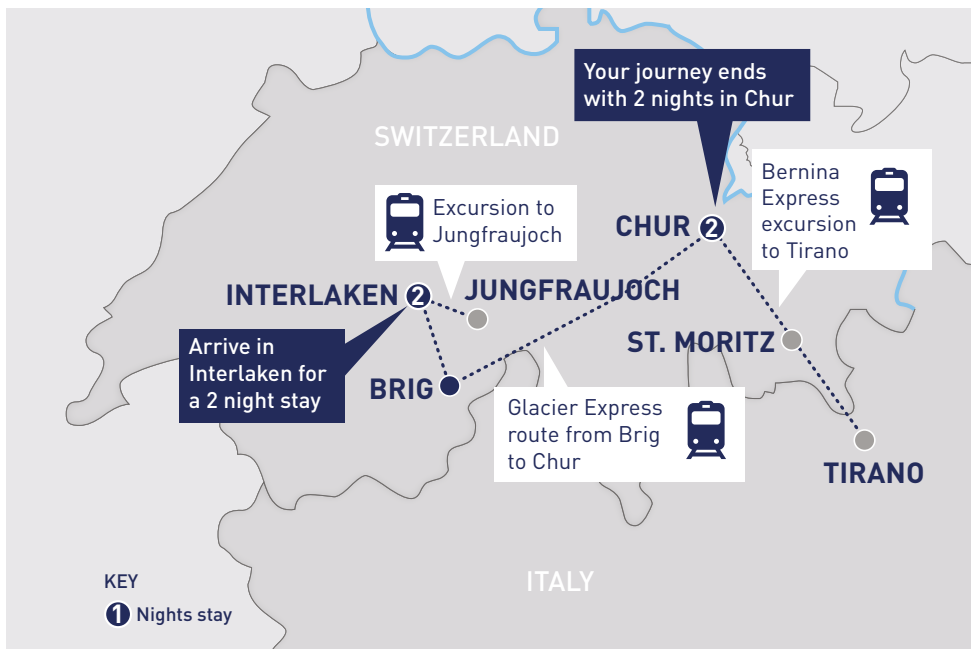 Your journey ends
with 2 nights in Chur
SWITZERLAND
Bernina
Express
excursion
to Tirano
Excursion to
Jungfraujoch
CHUR 2
INTERLAKEN 2
JUNGFRAUJOCH
Arrive in
Interlaken for
a 2 night stay
ST. MORITZ
BRIG
Glacier Express
route from Brig
to Chur
TIRANO
ITALY
KEY
1 Nights stay